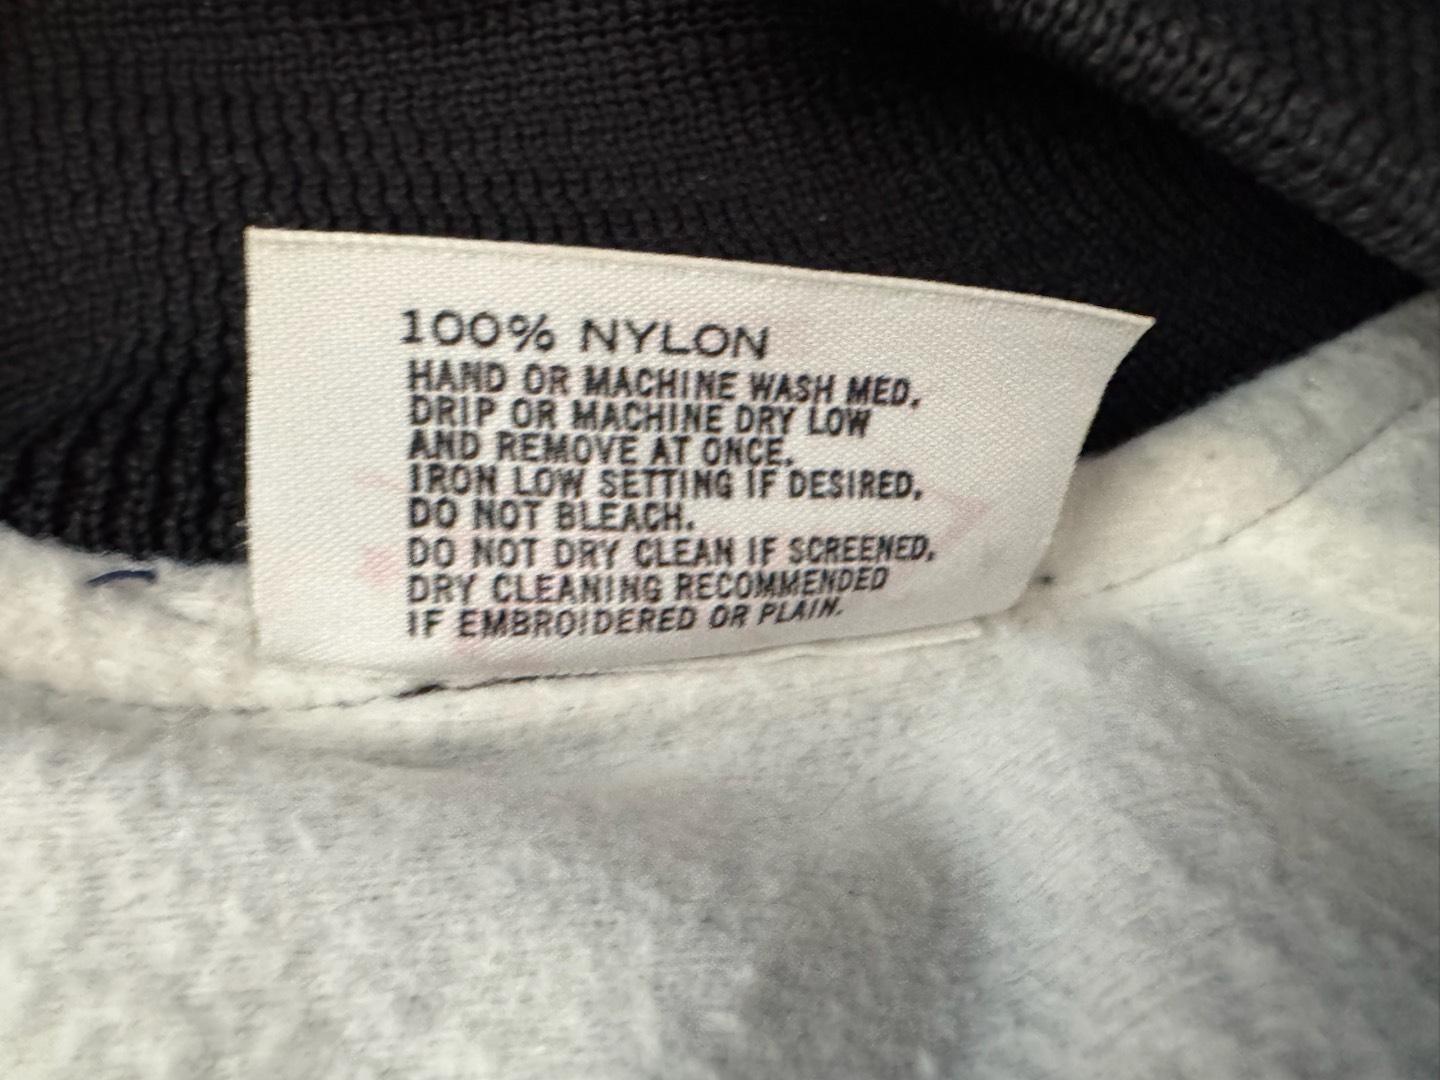 100% NYLON
HAND OR MACHINE WASH MED.
DRIP OR MACHINE DRY LOW
AND REMOVE AT ONCE.
IRON LOW SETTING IF DESIRED.
DO NOT BLEACH.
DO NOT DRY CLEAN IF SCREENED.
DRY CLEANING RECOMMENDED
IF EMBROIDERED OR PLAIN.